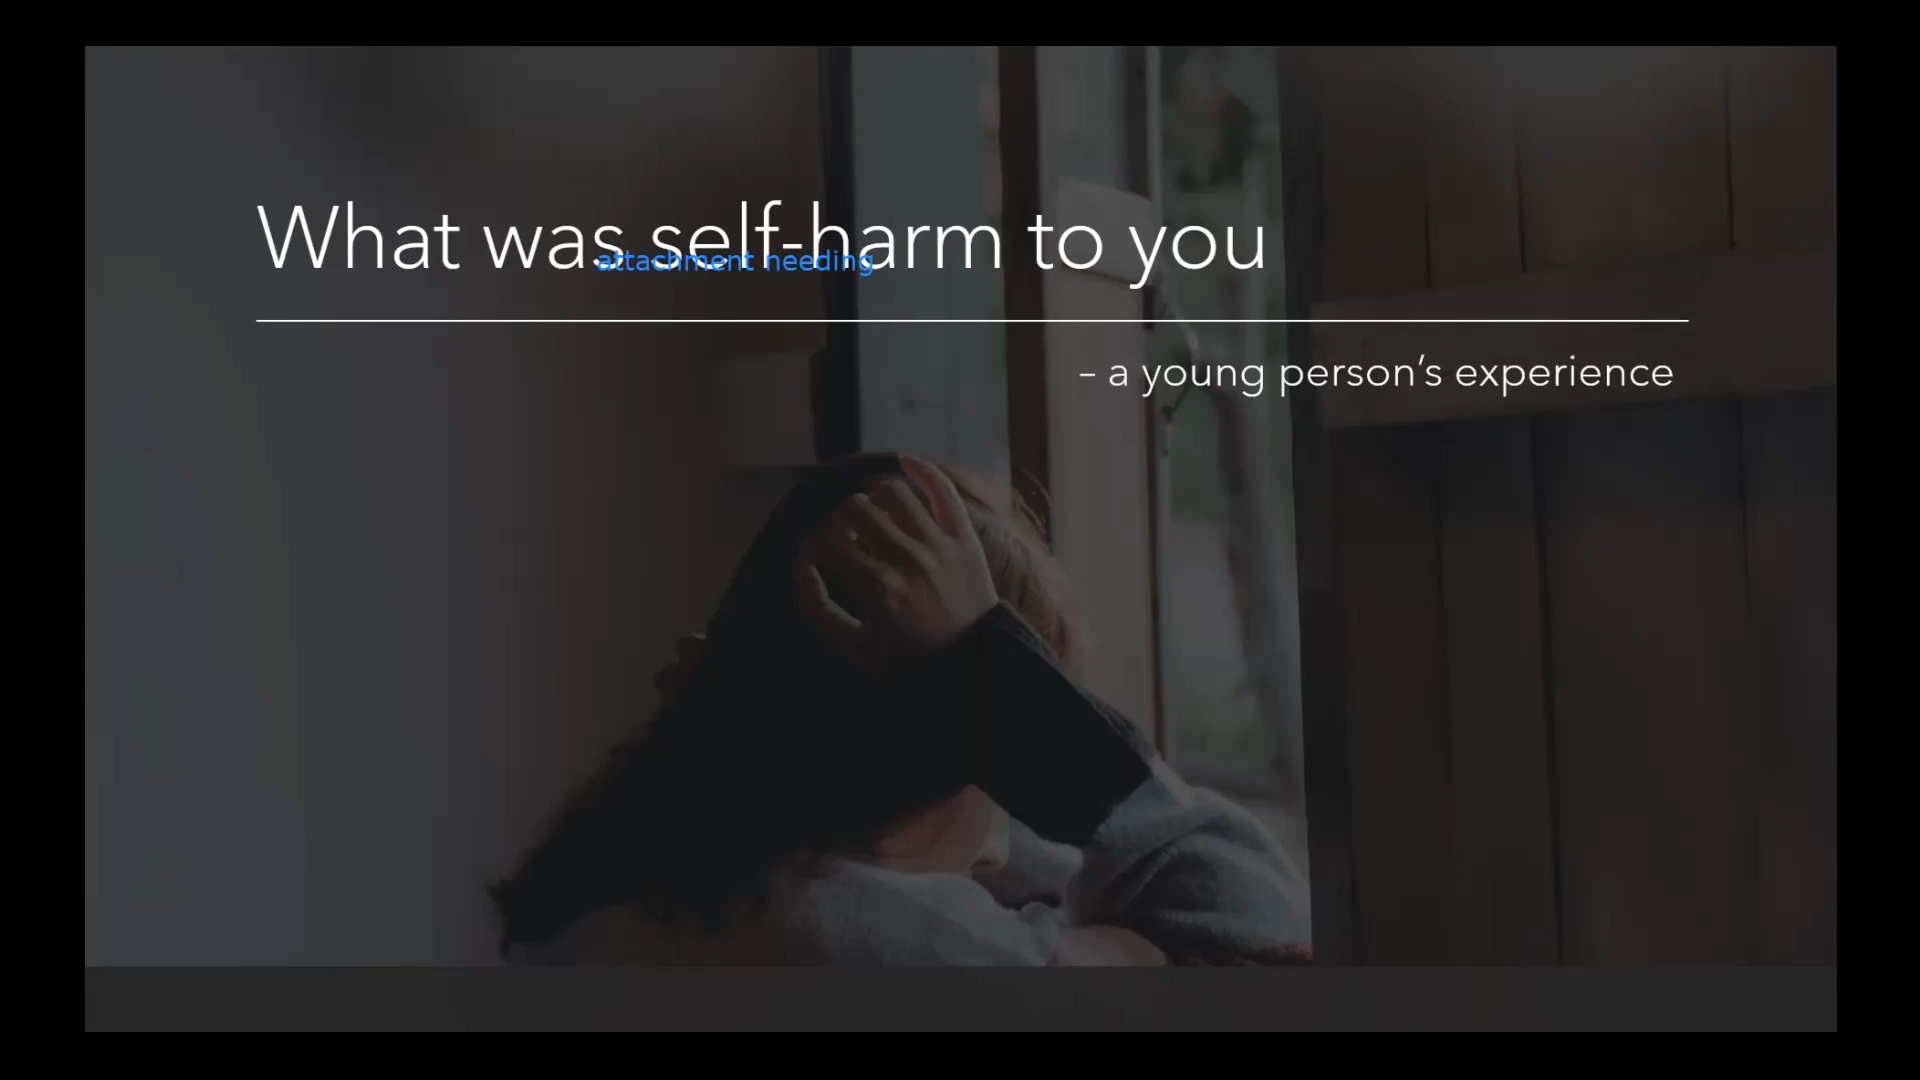 What was self-harm to you
attachment needing
– a young person’s experience